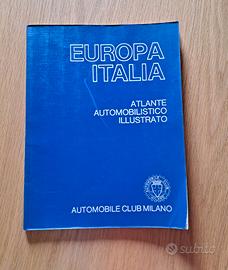 EUROPA
ITALIA
ATLANTE
AUTOMOBILISTICO
ILLUSTRATO
AUTOMOBILE CLUB MILANO
subito